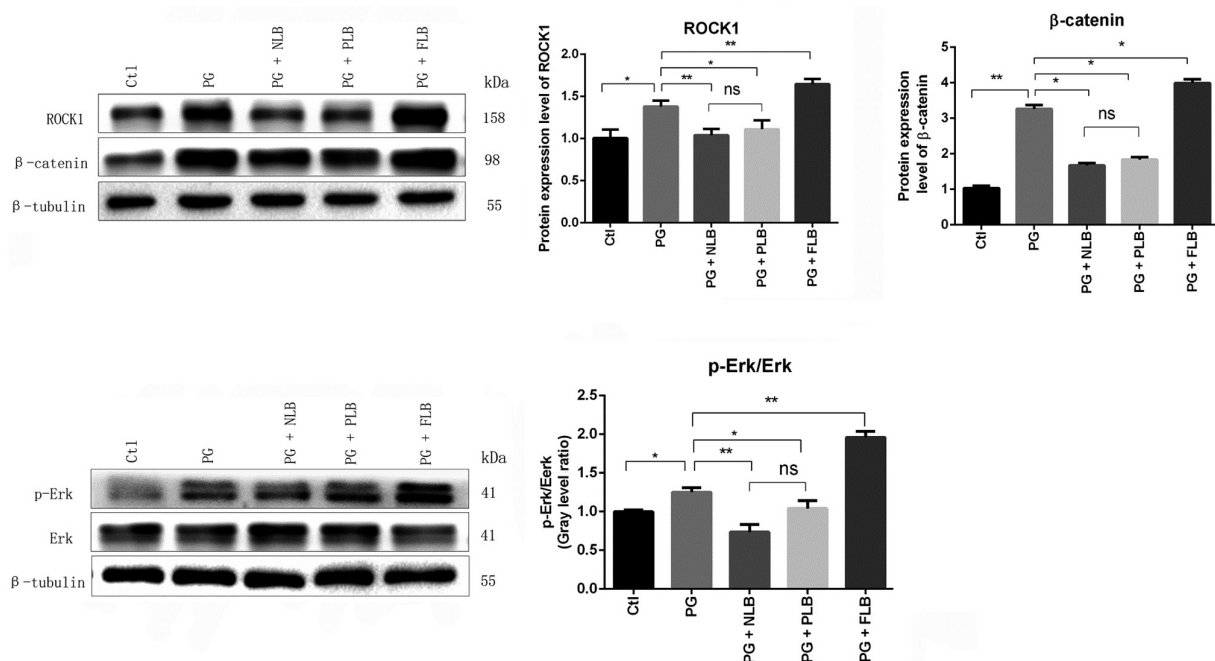 Ctl
PG
PG + NLB
PG + PLB
PG + FLB
kDa
ROCK1
158
β-catenin
98
β-tubulin
55
ROCK1
Protein expression level of ROCK1
2.0
1.5
1.0
0.5
0.0
*
**
*
**
ns
Ctl
PG
PG + NLB
PG + PLB
PG + FLB
β-catenin
Protein expression
level of β-catenin
5
4
3
2
1
0
**
*
*
*
ns
Ctl
PG
PG + NLB
PG + PLB
PG + FLB
Ctl
PG
PG + NLB
PG + PLB
PG + FLB
kDa
p-Erk
41
Erk
41
β-tubulin
55
p-Erk/Erk
p-Erk/Eerk
(Gray level ratio)
2.5
2.0
1.5
1.0
0.5
0.0
*
**
*
**
ns
Ctl
PG
PG + NLB
PG + PLB
PG + FLB